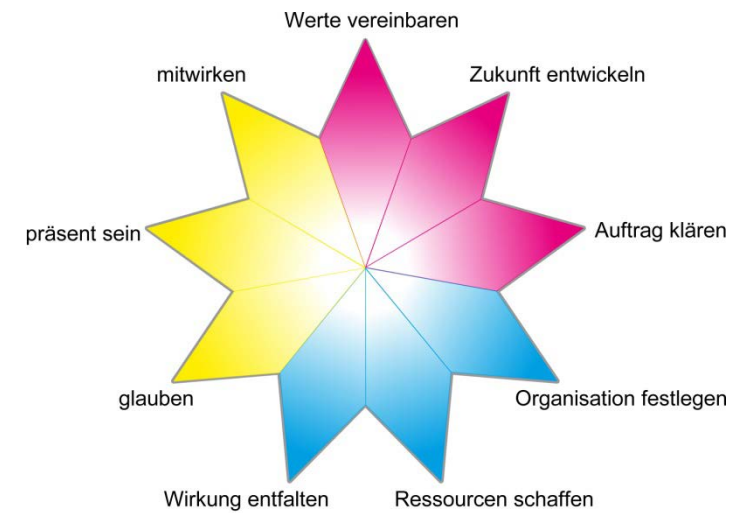 Werte vereinbaren
mitwirken
Zukunft entwickeln
präsent sein
Auftrag klären
glauben
Organisation festlegen
Wirkung entfalten
Ressourcen schaffen